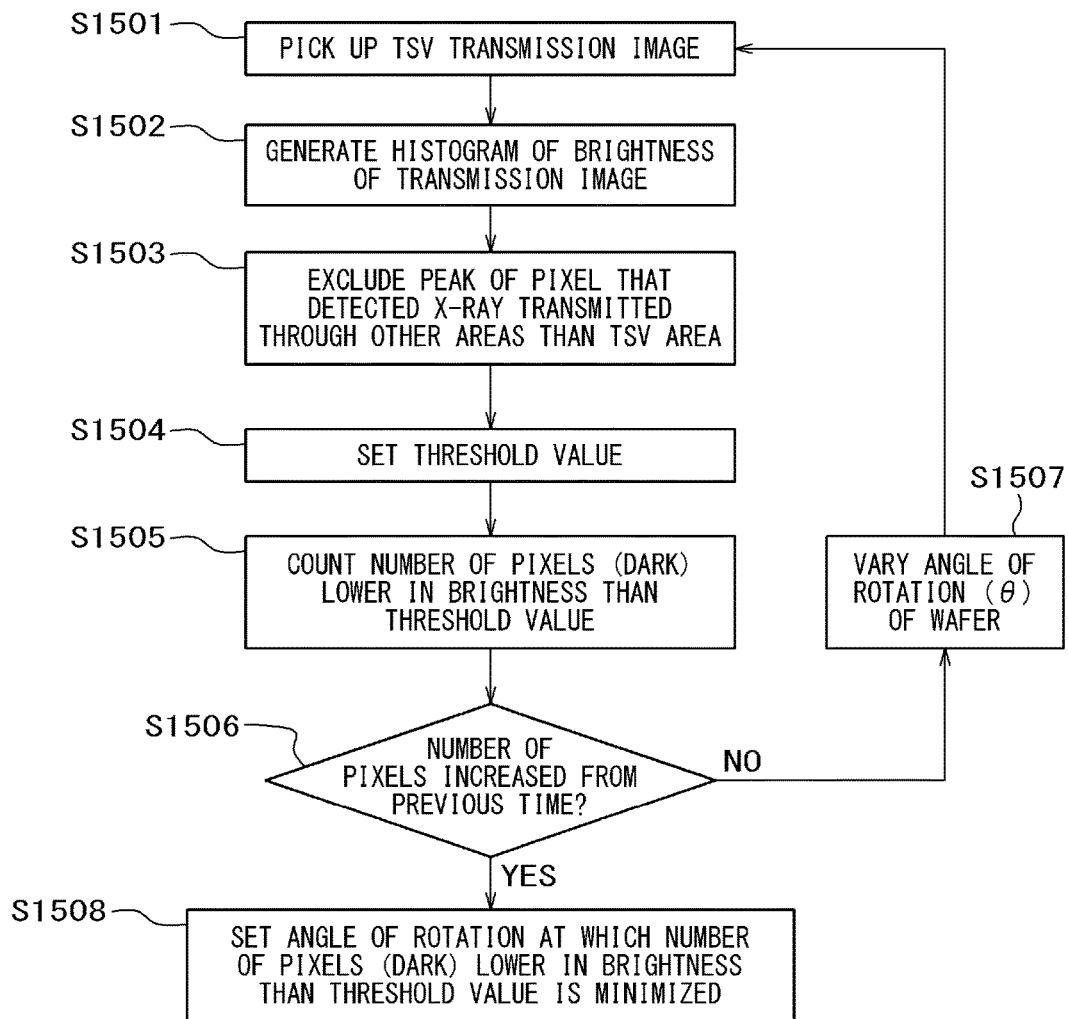 S1501
PICK UP TSV TRANSMISSION IMAGE
S1502
GENERATE HISTOGRAM OF BRIGHTNESS
OF TRANSMISSION IMAGE
S1503
EXCLUDE PEAK OF PIXEL THAT
DETECTED X-RAY TRANSMITTED
THROUGH OTHER AREAS THAN TSV AREA
S1504
SET THRESHOLD VALUE
S1505
COUNT NUMBER OF PIXELS (DARK)
LOWER IN BRIGHTNESS THAN
THRESHOLD VALUE
S1506
NUMBER OF
PIXELS INCREASED FROM
PREVIOUS TIME?
NO
S1507
VARY ANGLE OF
ROTATION (θ)
OF WAFER
YES
S1508
SET ANGLE OF ROTATION AT WHICH NUMBER
OF PIXELS (DARK) LOWER IN BRIGHTNESS
THAN THRESHOLD VALUE IS MINIMIZED